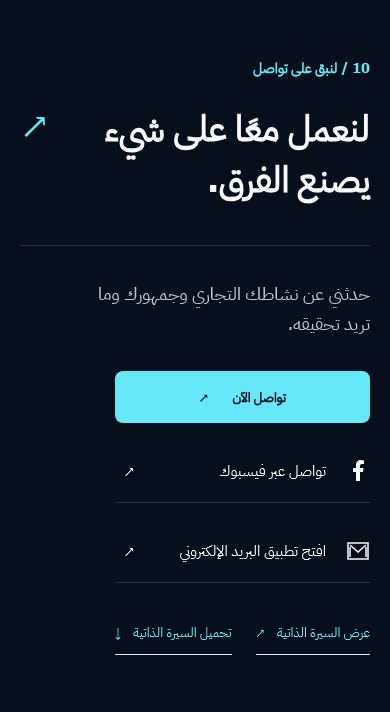 10 / لنبقَ على تواصل
لنعمل معًا على شيء ↗
يصنع الفرق.
حدثني عن نشاطك التجاري وجمهورك وما
تريد تحقيقه.
تواصل الآن ↗
تواصل عبر فيسبوك ↗
افتح تطبيق البريد الإلكتروني ↗
عرض السيرة الذاتية ↗ تحميل السيرة الذاتية ↓